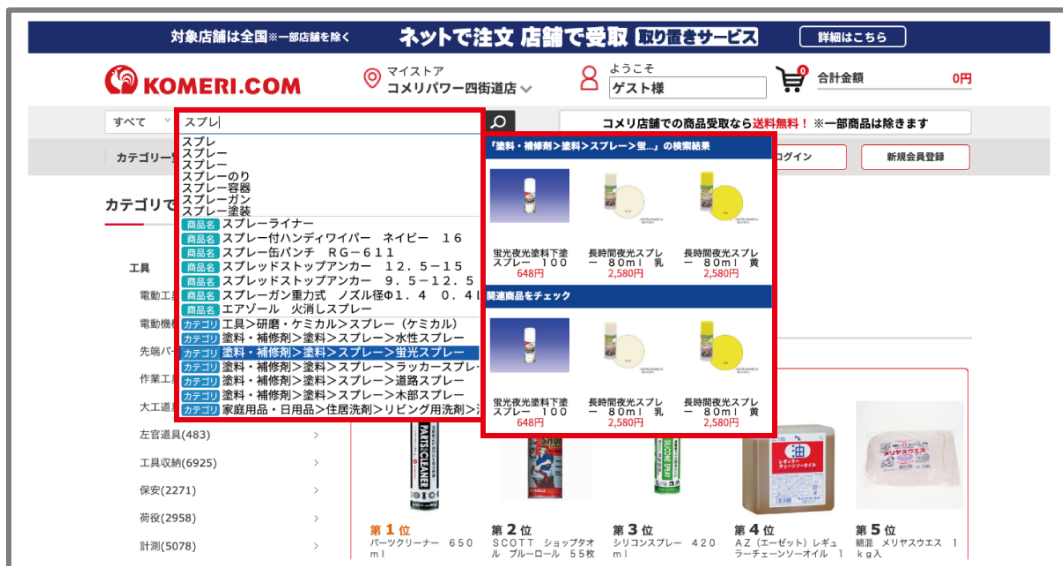 対象店舗は全国※一部店舗を除く ネットで注文 店舗で受取 取り置きサービス 詳細はこちら
KOMERI.COM
マイストア
コメリパワー四街道店
ようこそ
ゲスト様
0
合計金額 0円
すべて スプレ
コメリ店舗での商品受取なら送料無料！ ※一部商品は除きます
カテゴリー
ログイン 新規会員登録
カテゴリで
スプレ
スプレー
スプレー
スプレーのり
スプレー容器
スプレーガン
スプレー塗装
商品名 スプレーライナー
商品名 スプレー付ハンディワイパー ネイビー 16
商品名 スプレー缶パンチ RG-611
商品名 スプレッドストップアンカー 12.5-15
商品名 スプレッドストップアンカー 9.5-12.5
商品名 スプレーガン重力式 ノズル径Φ1.4 0.4
商品名 エアゾール 火消しスプレー
カテゴリ 工具>研磨・ケミカル>スプレー（ケミカル）
カテゴリ 塗料・補修剤>塗料>スプレー>水性スプレー
カテゴリ 塗料・補修剤>塗料>スプレー>蛍光スプレー
カテゴリ 塗料・補修剤>塗料>スプレー>ラッカースプレ
カテゴリ 塗料・補修剤>塗料>スプレー>道路スプレー
カテゴリ 塗料・補修剤>塗料>スプレー>木部スプレー
カテゴリ 家庭用品・日用品>住居洗剤>リビング用洗剤>
「塗料・補修剤>塗料>スプレー>蛍...」の検索結果
蛍光夜光塗料下塗
スプレー 100
648円
長時間夜光スプレ
ー 80ml 乳
2,580円
長時間夜光スプレ
ー 80ml 黄
2,580円
関連商品をチェック
蛍光夜光塗料下塗
スプレー 100
648円
長時間夜光スプレ
ー 80ml 乳
2,580円
長時間夜光スプレ
ー 80ml 黄
2,580円
工具
電動工
電動機
先端パ
作業工
大工道
左官道具(483)
工具収納(6925)
保安(2271)
荷役(2958)
計測(5078)
PARTS CLEANER
SILICONE SPRAY
油
レギュラー
チェーンソーオイル
メリヤスウエス
第1位
パーツクリーナー 650
ml
第2位
SCOTT ショップタオ
ル ブルーロール 55枚
第3位
シリコンスプレー 420
ml
第4位
AZ（エーゼット）レギュ
ラーチェーンソーオイル 1
第5位
綿混 メリヤスウエス 1
kg入